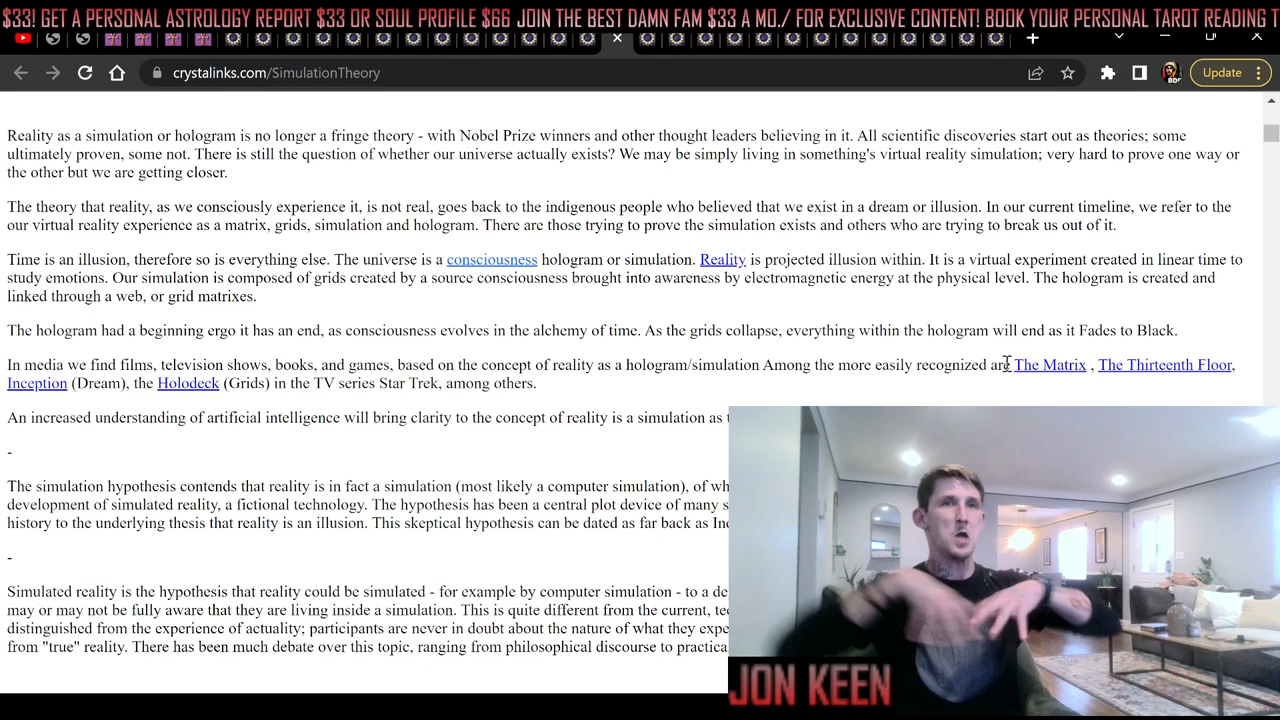 $33! GET A PERSONAL ASTROLOGY REPORT $33 OR SOUL PROFILE $66 JOIN THE BEST DAMN FAM $33 A MO./ FOR EXCLUSIVE CONTENT! BOOK YOUR PERSONAL TAROT READING
crystalinks.com/SimulationTheory
Update
Reality as a simulation or hologram is no longer a fringe theory - with Nobel Prize winners and other thought leaders believing in it. All scientific discoveries start out as theories; some
ultimately proven, some not. There is still the question of whether our universe actually exists? We may be simply living in something's virtual reality simulation; very hard to prove one way or
the other but we are getting closer.
The theory that reality, as we consciously experience it, is not real, goes back to the indigenous people who believed that we exist in a dream or illusion. In our current timeline, we refer to the
our virtual reality experience as a matrix, grids, simulation and hologram. There are those trying to prove the simulation exists and others who are trying to break us out of it.
Time is an illusion, therefore so is everything else. The universe is a consciousness hologram or simulation. Reality is projected illusion within. It is a virtual experiment created in linear time to
study emotions. Our simulation is composed of grids created by a source consciousness brought into awareness by electromagnetic energy at the physical level. The hologram is created and
linked through a web, or grid matrixes.
The hologram had a beginning ergo it has an end, as consciousness evolves in the alchemy of time. As the grids collapse, everything within the hologram will end as it Fades to Black.
In media we find films, television shows, books, and games, based on the concept of reality as a hologram/simulation Among the more easily recognized are The Matrix , The Thirteenth Floor,
Inception (Dream), the Holodeck (Grids) in the TV series Star Trek, among others.
An increased understanding of artificial intelligence will bring clarity to the concept of reality is a simulation as
-
The simulation hypothesis contends that reality is in fact a simulation (most likely a computer simulation), of
development of simulated reality, a fictional technology. The hypothesis has been a central plot device of many
history to the underlying thesis that reality is an illusion. This skeptical hypothesis can be dated as far back as
-
Simulated reality is the hypothesis that reality could be simulated - for example by computer simulation - to a
may or may not be fully aware that they are living inside a simulation. This is quite different from the current,
distinguished from the experience of actuality; participants are never in doubt about the nature of what they
from "true" reality. There has been much debate over this topic, ranging from philosophical discourse to
JON KEEN